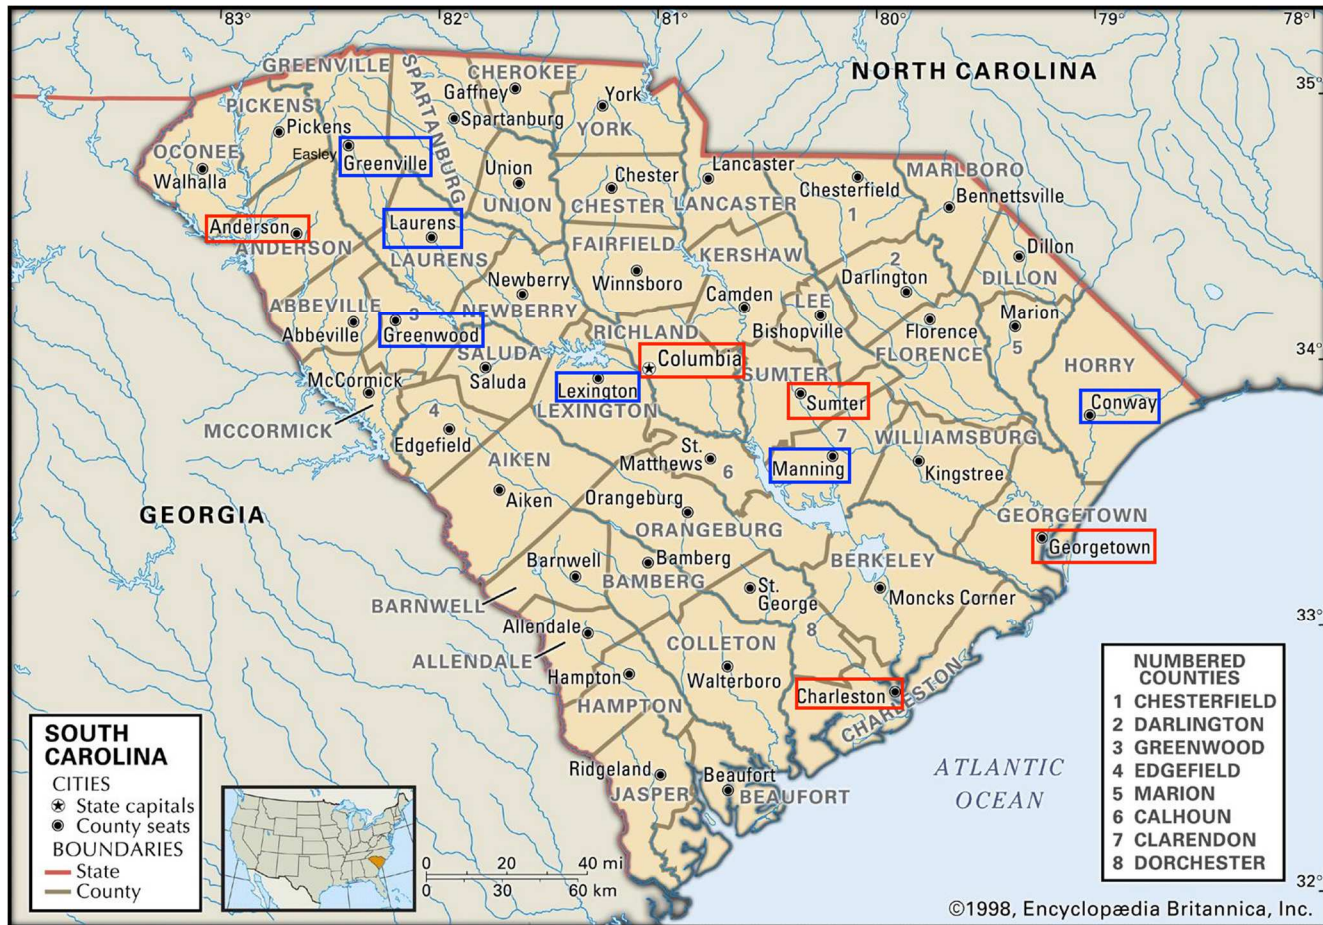 83°
82
81°
80
79
78°
35°
34°
33°
32°
NORTH CAROLINA
GEORGIA
ATLANTIC
OCEAN
GREENVILLE
SPARTANBURG
CHEROKEE
Gaffney
York
YORK
PICKENS
Pickens
Spartanburg
OCONEE
Walhalla
Easley
Greenville
Union
UNION
Chester
CHESTER
Lancaster
LANCASTER
Chesterfield
1
MARLBORO
Bennettsville
Anderson
ANDERSON
Laurens
LAURENS
FAIRFIELD
Winnsboro
KERSHAW
2
Darlington
Dillon
DILLON
ABBEVILLE
Abbeville
3
Greenwood
Newberry
NEWBERRY
Camden
LEE
Bishopville
Florence
FLORENCE
Marion
5
HORRY
RICHLAND
Columbia
SALUDA
Saluda
Lexington
LEXINGTON
SUMTER
Sumter
Conway
McCormick
MCCORMICK
4
Edgefield
AIKEN
Aiken
St.
Matthews
6
7
Manning
WILLIAMSBURG
Kingstree
Orangeburg
ORANGEBURG
GEORGETOWN
Georgetown
Barnwell
BARNWELL
Bamberg
BAMBERG
St.
George
BERKELEY
Moncks Corner
Allendale
ALLENDALE
8
COLLETON
Walterboro
Hampton
HAMPTON
Charleston
CHARLESTON
Ridgeland
JASPER
Beaufort
BEAUFORT
SOUTH
CAROLINA
CITIES
State capitals
County seats
BOUNDARIES
State
County
0 20 40 mi
0 30 60 km
NUMBERED
COUNTIES
1 CHESTERFIELD
2 DARLINGTON
3 GREENWOOD
4 EDGEFIELD
5 MARION
6 CALHOUN
7 CLARENDON
8 DORCHESTER
©1998, Encyclopædia Britannica, Inc.